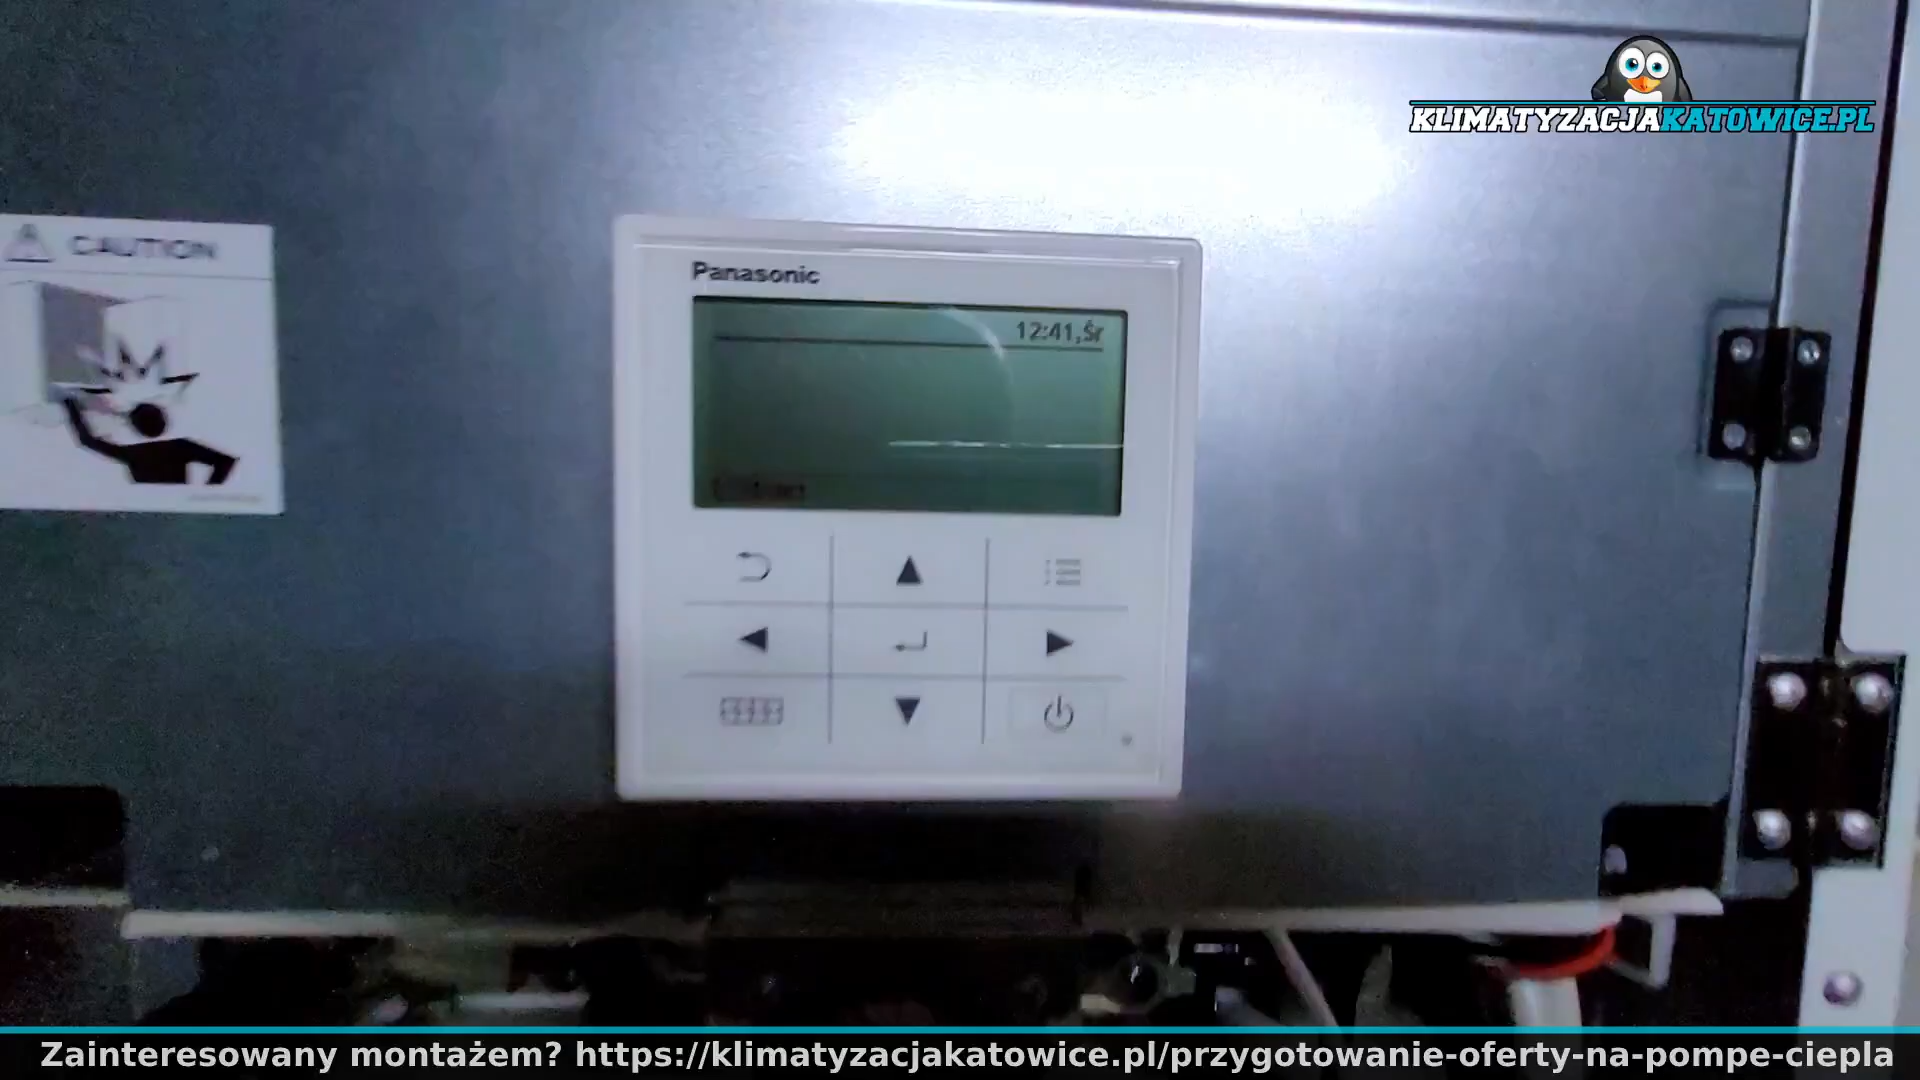 KLIMATYZACJAKATOWICE.PL
CAUTION
Panasonic
12:41,Śr
Zainteresowany montażem? https://klimatyzacjakatowice.pl/przygotowanie-oferty-na-pompe-ciepla